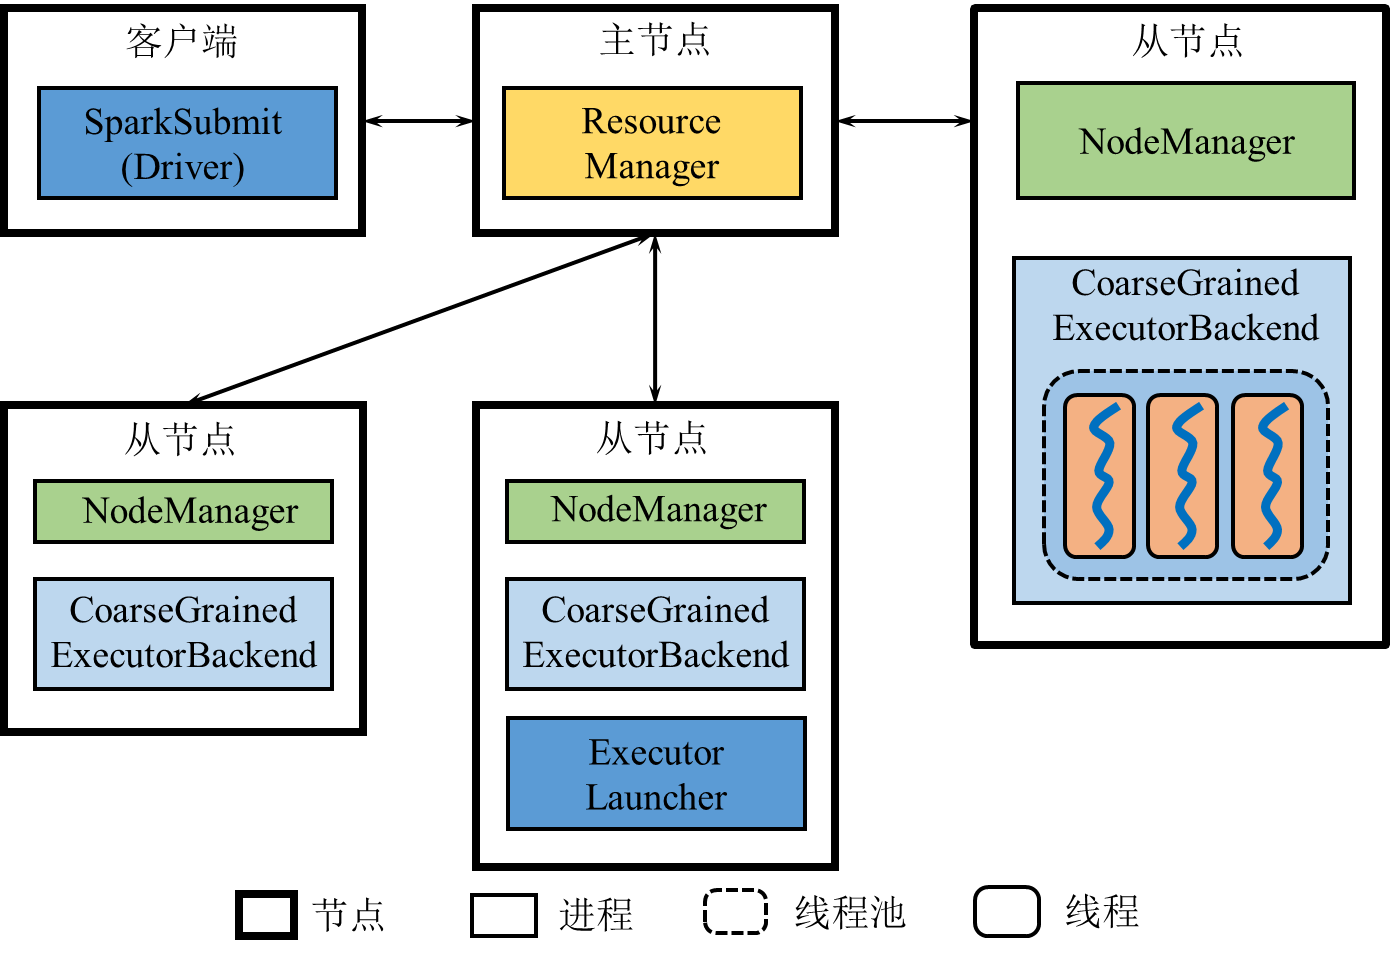 客户端
SparkSubmit
(Driver)
主节点
Resource
Manager
从节点
NodeManager
CoarseGrained
ExecutorBackend
从节点
NodeManager
CoarseGrained
ExecutorBackend
从节点
NodeManager
CoarseGrained
ExecutorBackend
Executor
Launcher
节点
进程
线程池
线程